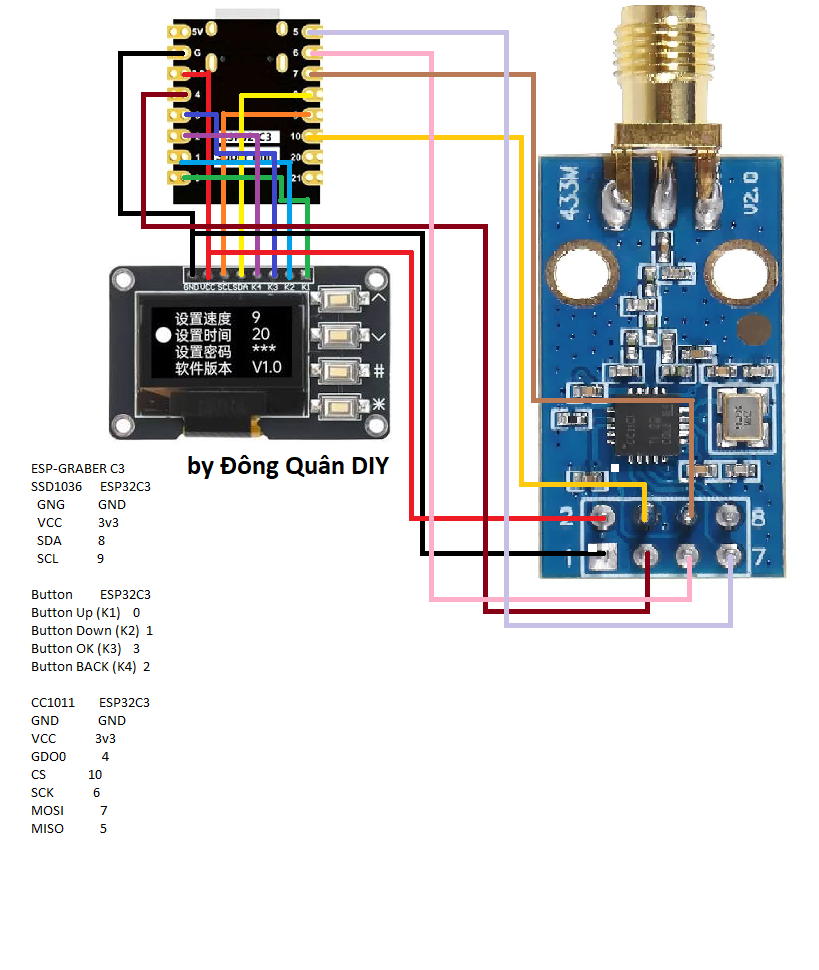 5V
G
4
1
5
6
7
9
10
20
21
ESP32 C3
433M
V2.0
GND VCC SCL SDA K4 K3 K2 K1
设置速度 9
设置时间 20
设置密码 ***
软件版本 V1.0
#
*
2
8
1
7
by Đông Quân DIY
ESP-GRABER C3
SSD1036 ESP32C3
GNG GND
VCC 3v3
SDA 8
SCL 9
Button ESP32C3
Button Up (K1) 0
Button Down (K2) 1
Button OK (K3) 3
Button BACK (K4) 2
CC1011 ESP32C3
GND GND
VCC 3v3
GDO0 4
CS 10
SCK 6
MOSI 7
MISO 5